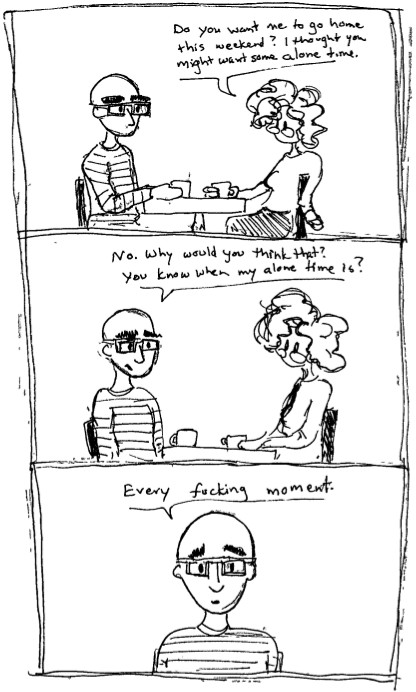 Do you want me to go home
this weekend? I thought you
might want some alone time.
No. Why would you think that?
You know when my alone time is?
Every fucking moment.